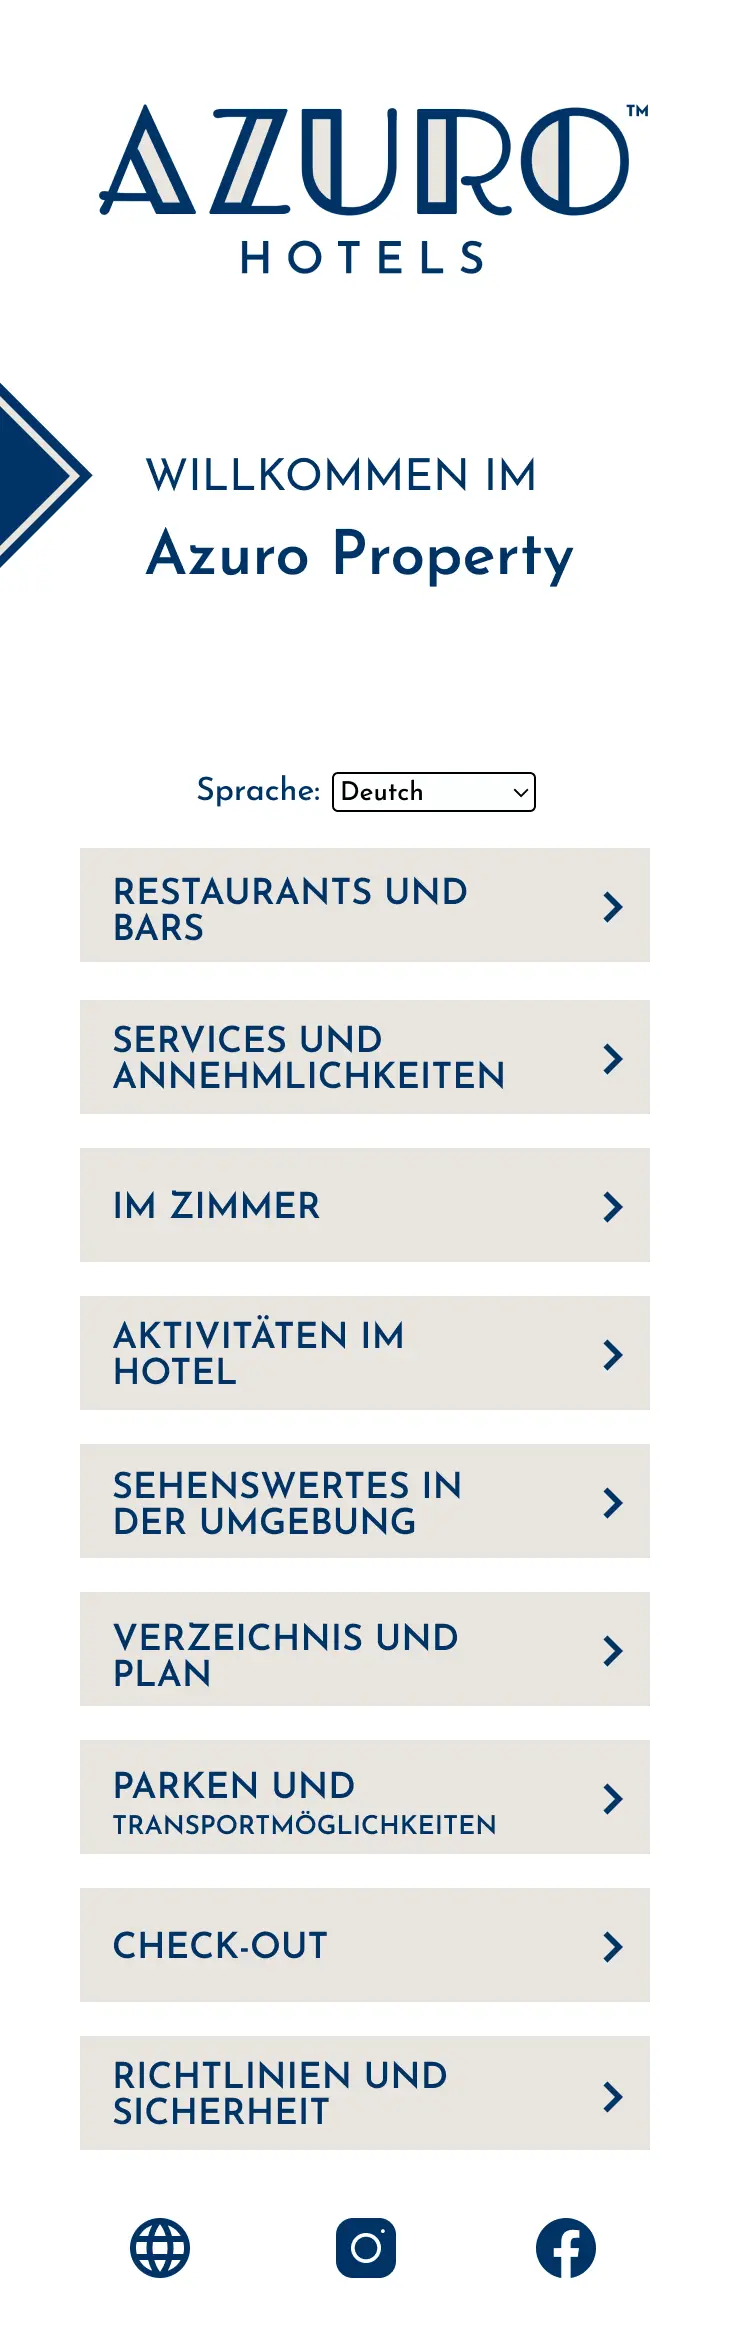 AZURO™
HOTELS
WILLKOMMEN IM
Azuro Property
Sprache: Deutch
RESTAURANTS UND
BARS
SERVICES UND
ANNEHMLICHKEITEN
IM ZIMMER
AKTIVITÄTEN IM
HOTEL
SEHENSWERTES IN
DER UMGEBUNG
VERZEICHNIS UND
PLAN
PARKEN UND
TRANSPORTMÖGLICHKEITEN
CHECK-OUT
RICHTLINIEN UND
SICHERHEIT